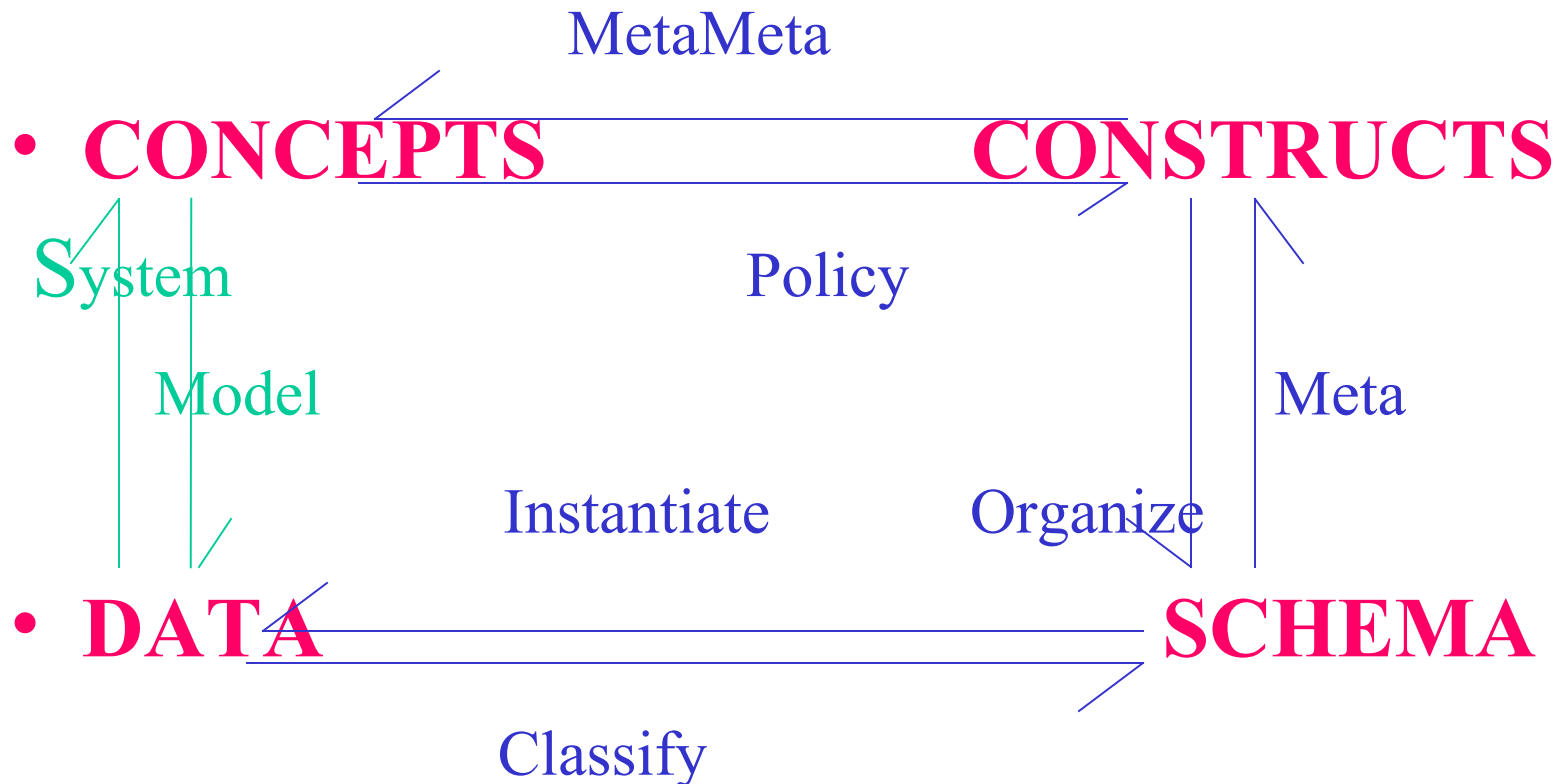 MetaMeta
• CONCEPTS CONSTRUCTS
System Policy
Model Meta
Instantiate Organize
• DATA SCHEMA
Classify